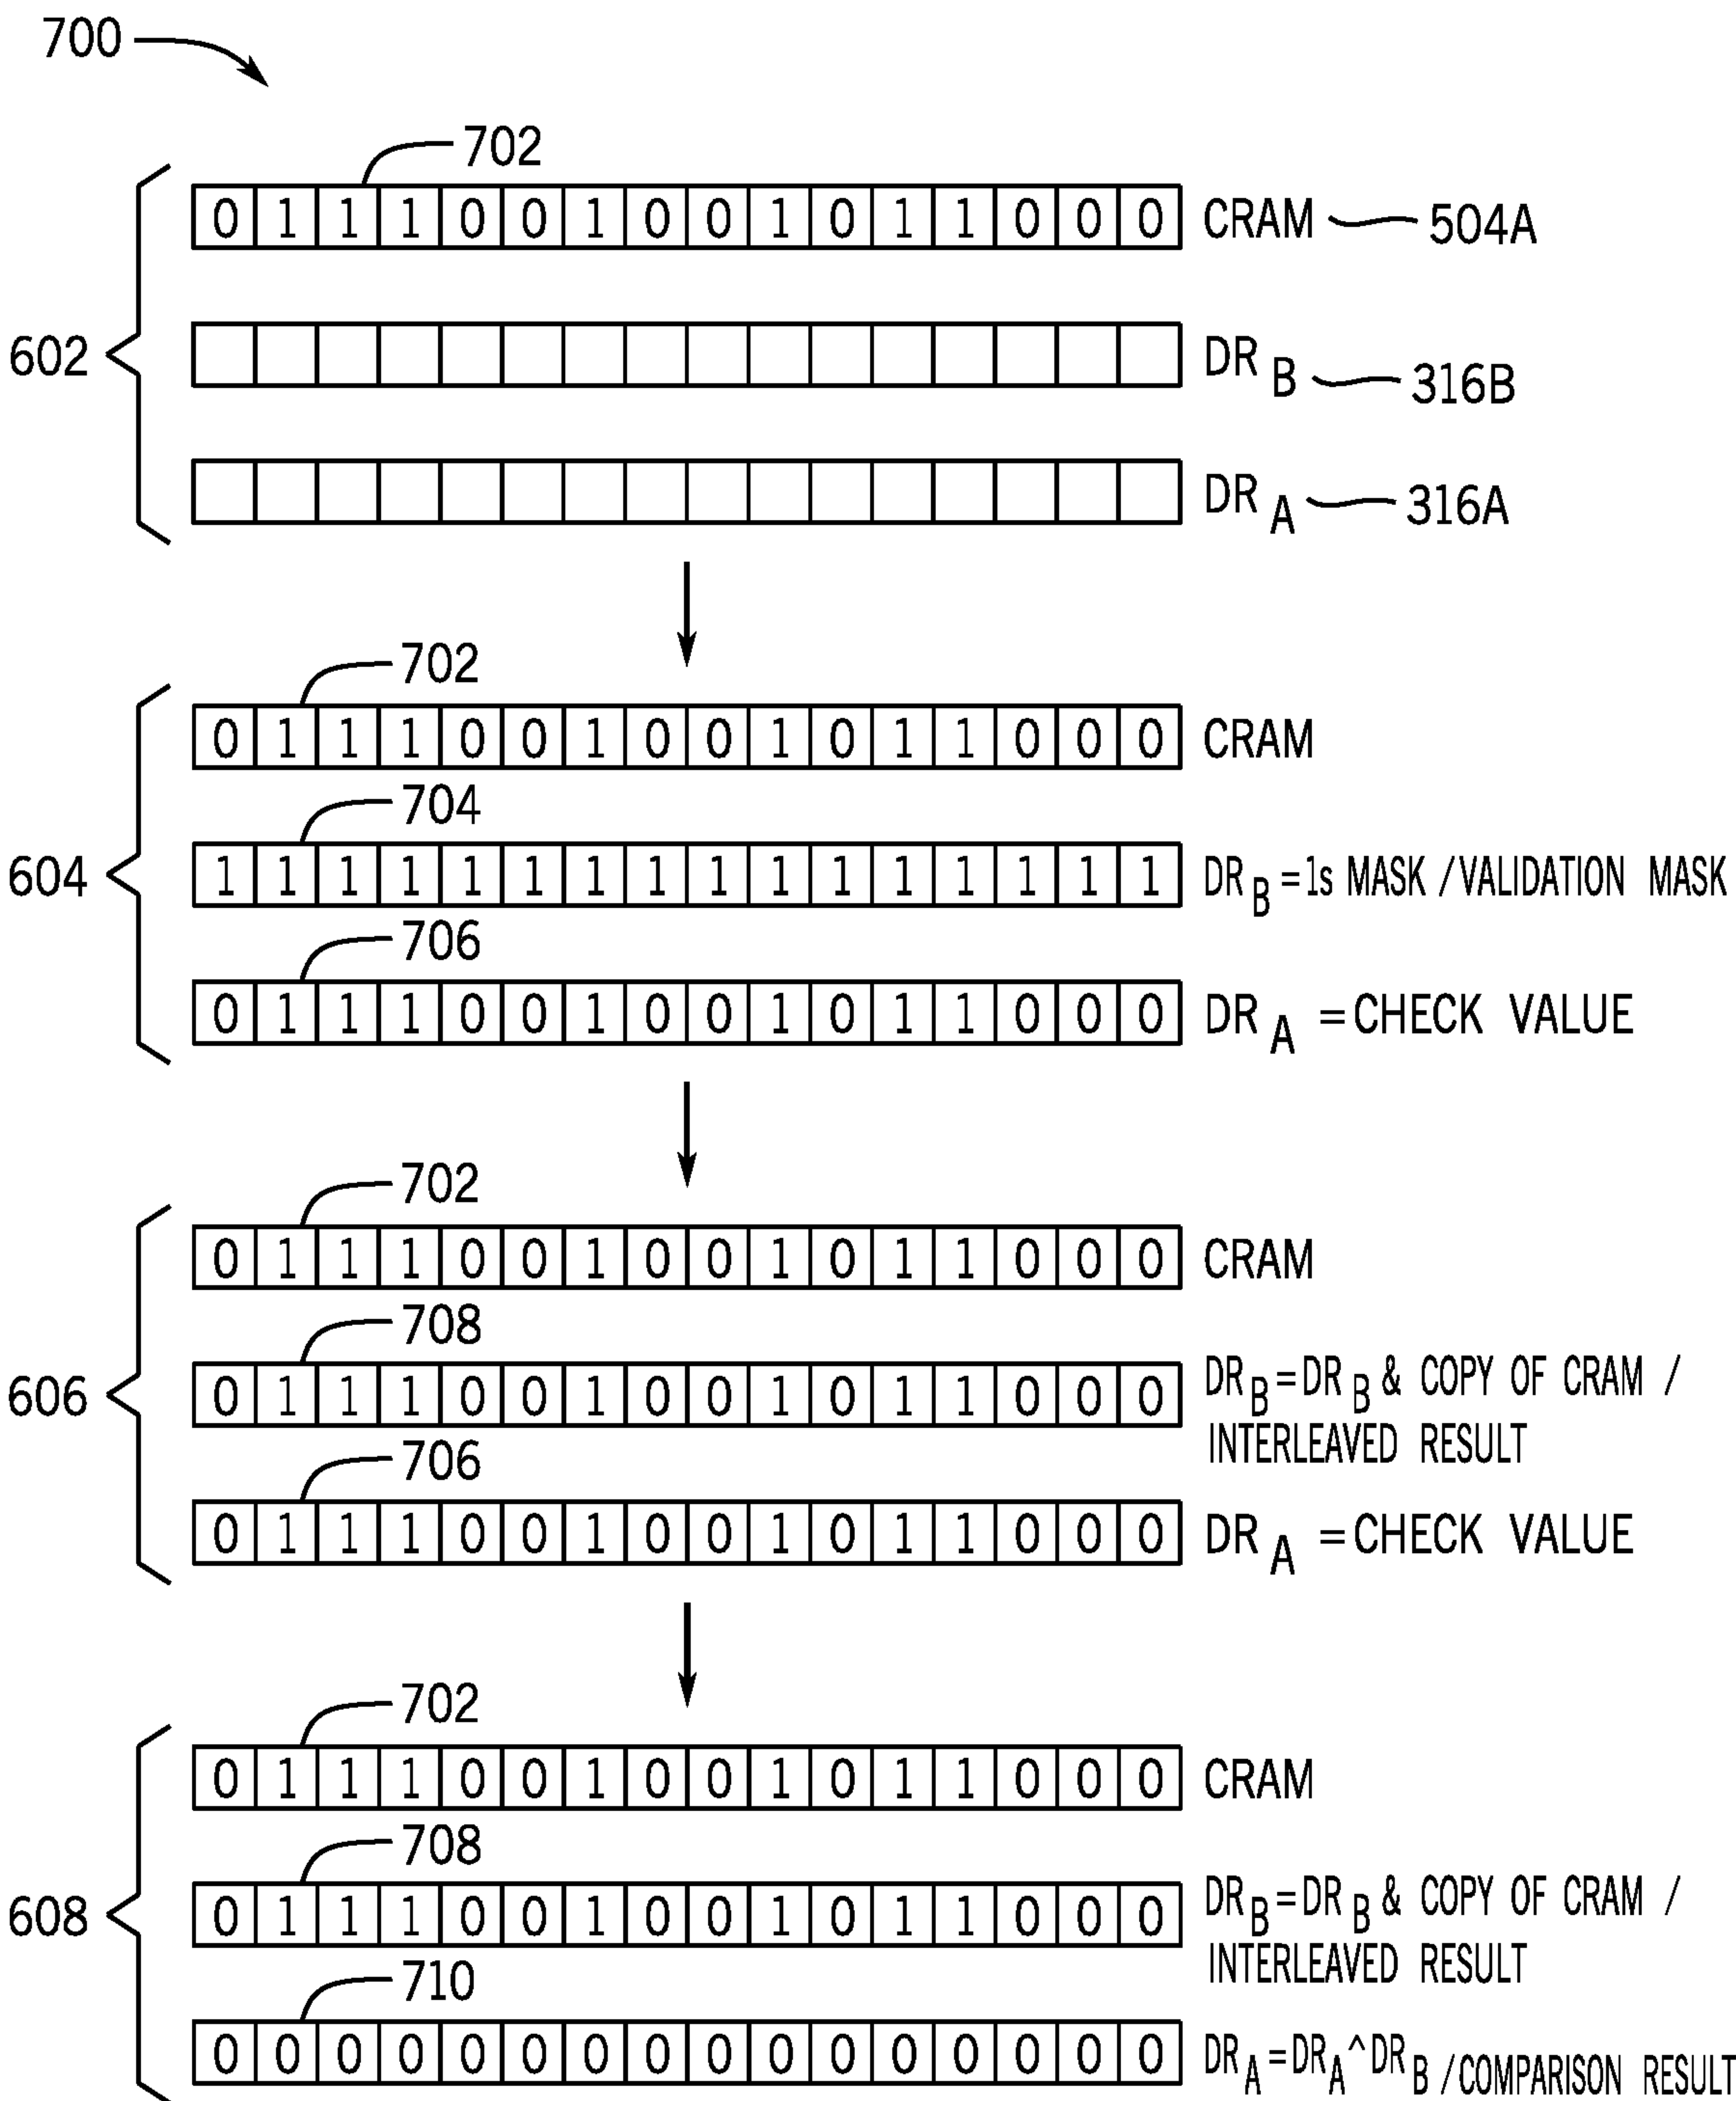 700
702
0 1 1 1 0 0 1 0 0 1 0 1 1 0 0 0 CRAM 504A
602
DR B 316B
DR A 316A
702
0 1 1 1 0 0 1 0 0 1 0 1 1 0 0 0 CRAM
704
604
1 1 1 1 1 1 1 1 1 1 1 1 1 1 1 1 DR B = 1s MASK / VALIDATION MASK
706
0 1 1 1 0 0 1 0 0 1 0 1 1 0 0 0 DR A = CHECK VALUE
702
0 1 1 1 0 0 1 0 0 1 0 1 1 0 0 0 CRAM
708
606
0 1 1 1 0 0 1 0 0 1 0 1 1 0 0 0 DR B = DR B & COPY OF CRAM /
INTERLEAVED RESULT
706
0 1 1 1 0 0 1 0 0 1 0 1 1 0 0 0 DR A = CHECK VALUE
702
0 1 1 1 0 0 1 0 0 1 0 1 1 0 0 0 CRAM
708
608
0 1 1 1 0 0 1 0 0 1 0 1 1 0 0 0 DR B = DR B & COPY OF CRAM /
INTERLEAVED RESULT
710
0 0 0 0 0 0 0 0 0 0 0 0 0 0 0 0 DR A = DR A ^ DR B / COMPARISON RESULT